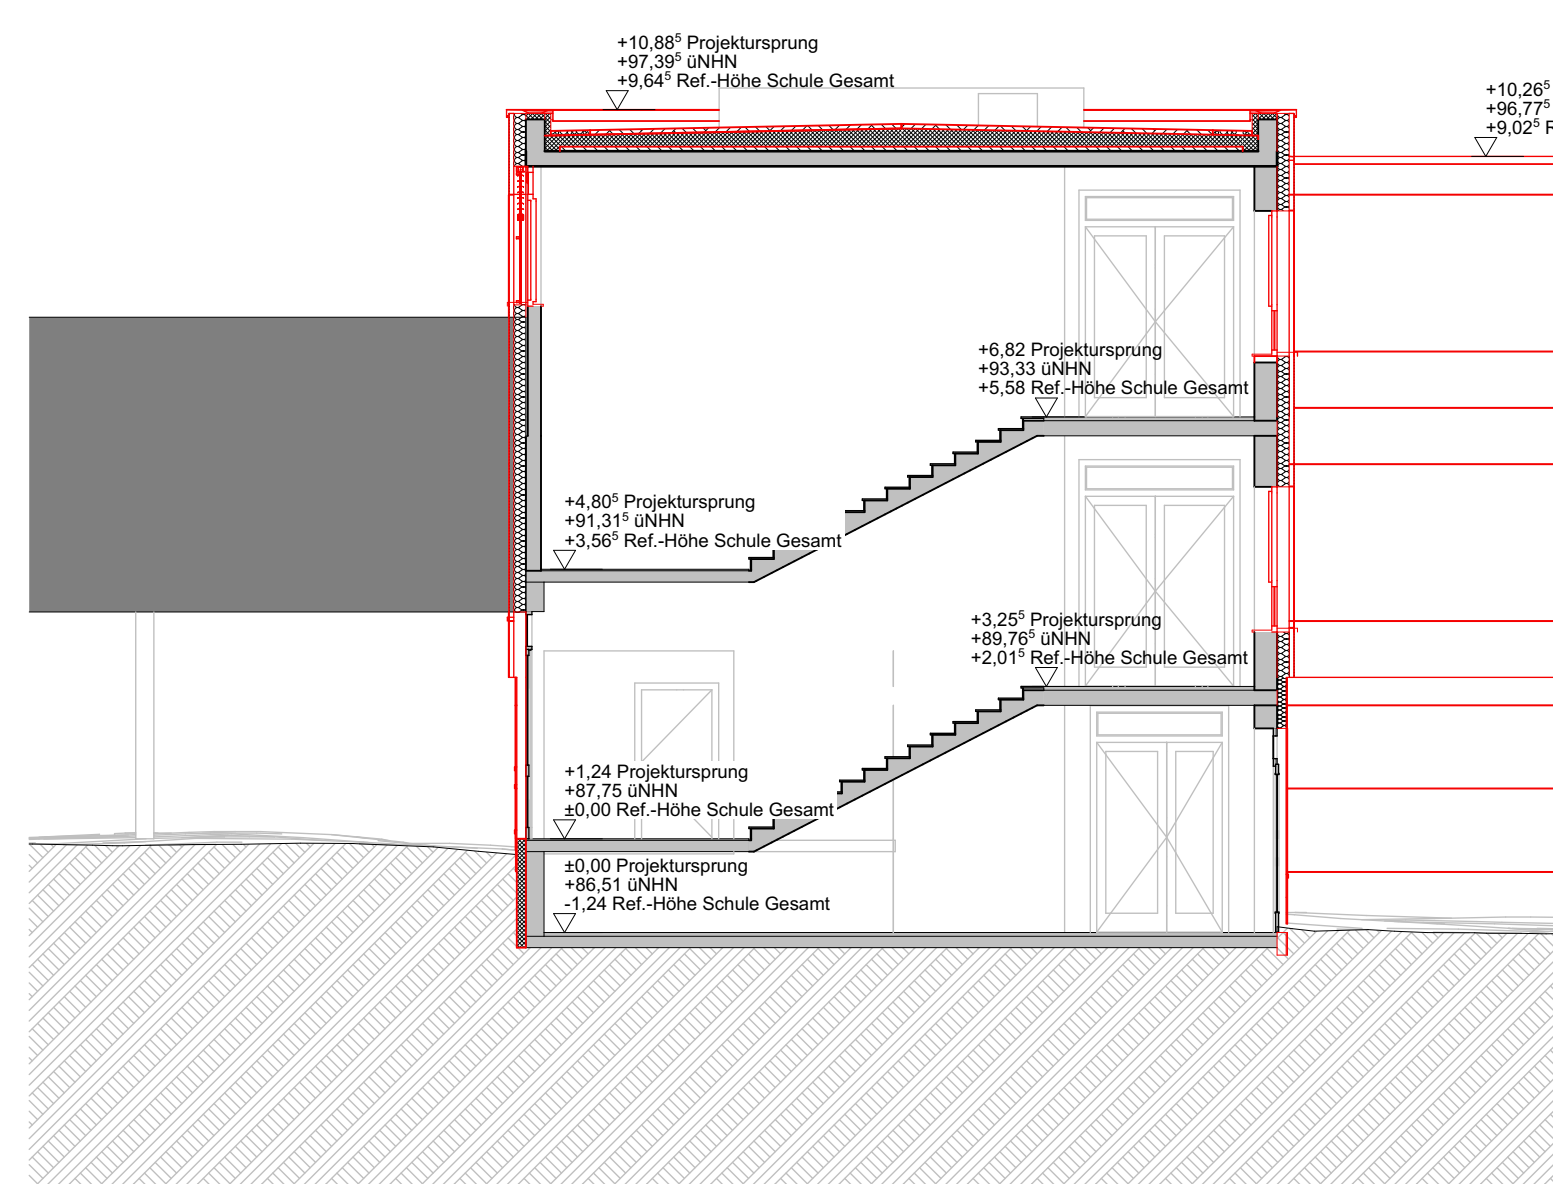 +10,88⁵ Projektursprung
+97,39⁵ üNHN
+9,64⁵ Ref.-Höhe Schule Gesamt
+10,26⁵
+96,77⁵
+9,02⁵ R
+6,82 Projektursprung
+93,33 üNHN
+5,58 Ref.-Höhe Schule Gesamt
+4,80⁵ Projektursprung
+91,31⁵ üNHN
+3,56⁵ Ref.-Höhe Schule Gesamt
+3,25⁵ Projektursprung
+89,76⁵ üNHN
+2,01⁵ Ref.-Höhe Schule Gesamt
+1,24 Projektursprung
+87,75 üNHN
±0,00 Ref.-Höhe Schule Gesamt
±0,00 Projektursprung
+86,51 üNHN
-1,24 Ref.-Höhe Schule Gesamt